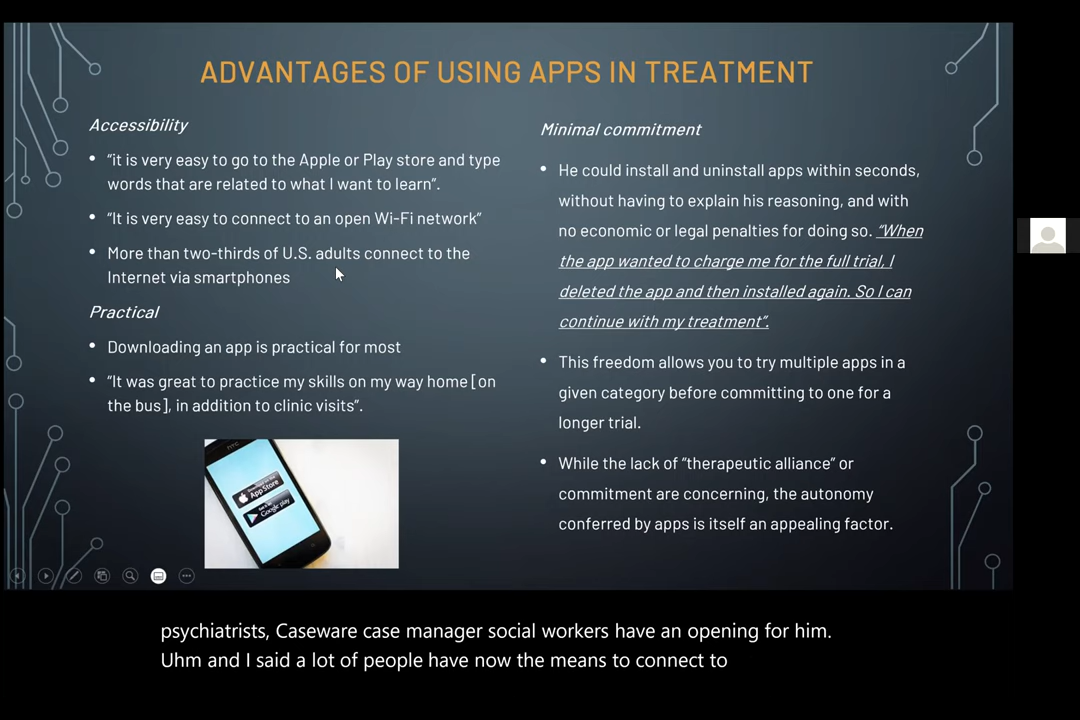 ADVANTAGES OF USING APPS IN TREATMENT
Accessibility
• “it is very easy to go to the Apple or Play store and type
words that are related to what I want to learn”.
• “It is very easy to connect to an open Wi-Fi network”
• More than two-thirds of U.S. adults connect to the
Internet via smartphones
Practical
• Downloading an app is practical for most
• “It was great to practice my skills on my way home [on
the bus], in addition to clinic visits”.
hTC
App Store
Google play
Minimal commitment
• He could install and uninstall apps within seconds,
without having to explain his reasoning, and with
no economic or legal penalties for doing so. “When
the app wanted to charge me for the full trial, I
deleted the app and then installed again. So I can
continue with my treatment”.
• This freedom allows you to try multiple apps in a
given category before committing to one for a
longer trial.
• While the lack of “therapeutic alliance” or
commitment are concerning, the autonomy
conferred by apps is itself an appealing factor.
psychiatrists, Caseware case manager social workers have an opening for him.
Uhm and I said a lot of people have now the means to connect to